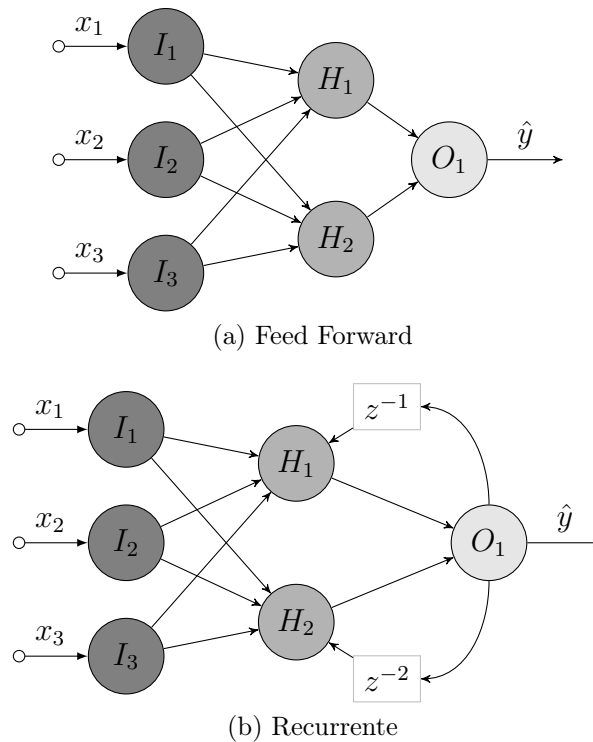 x₁ I₁ H₁
x₂ I₂ O₁ ŷ
x₃ I₃ H₂
(a) Feed Forward
z⁻¹
x₁ I₁ H₁
x₂ I₂ O₁ ŷ
x₃ I₃ H₂
z⁻²
(b) Recurrente